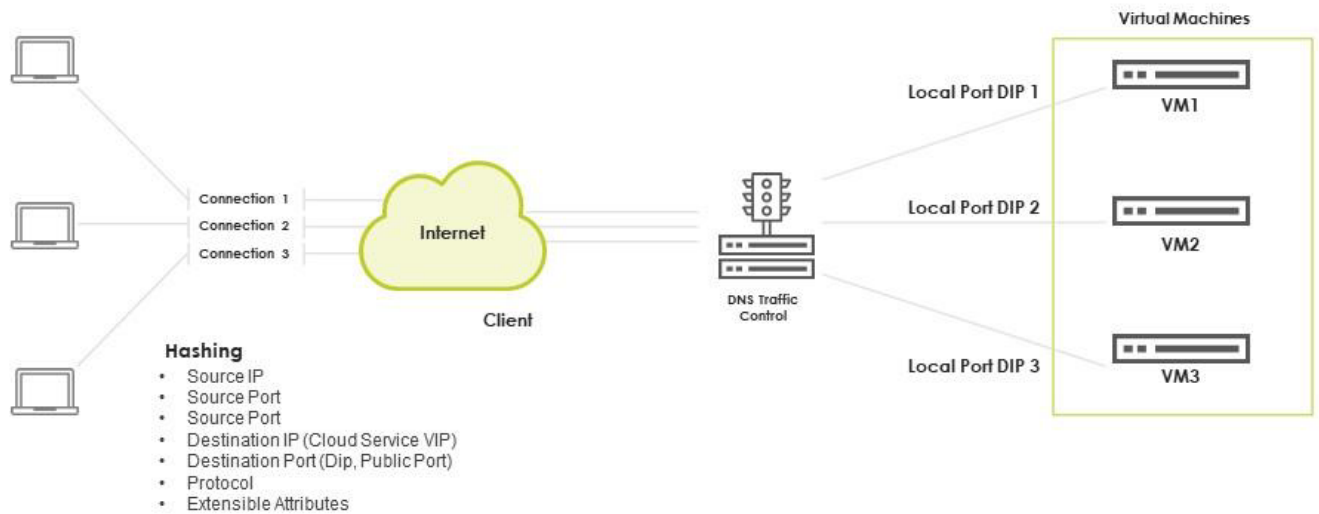 Virtual Machines
Local Port DIP 1
VM1
Connection 1
Connection 2
Connection 3
Internet
Local Port DIP 2
VM2
DNS Traffic
Control
Client
Local Port DIP 3
VM3
Hashing
• Source IP
• Source Port
• Source Port
• Destination IP (Cloud Service VIP)
• Destination Port (Dip, Public Port)
• Protocol
• Extensible Attributes